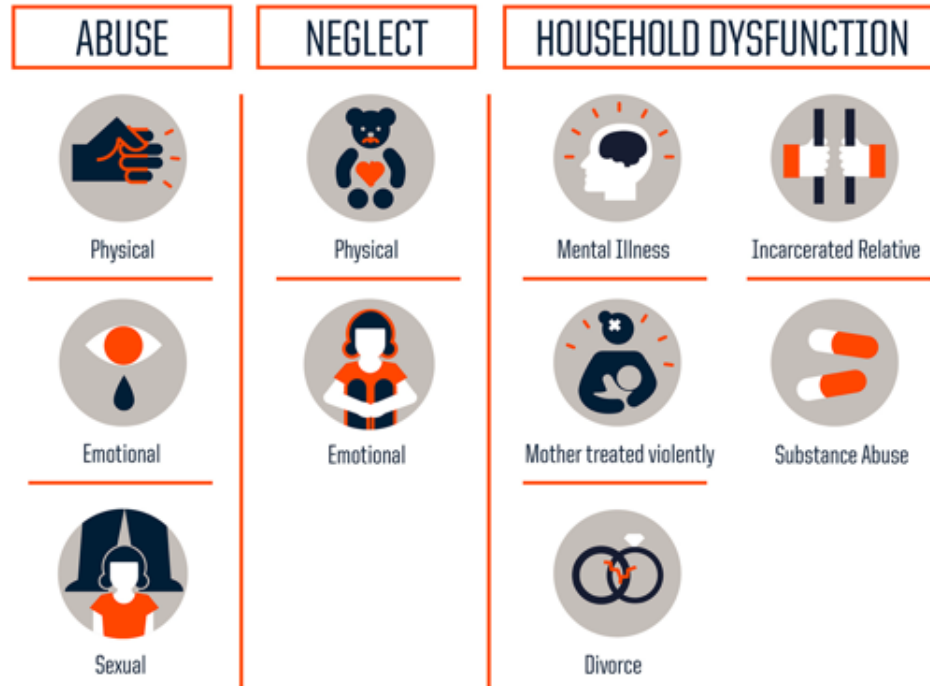 ABUSE
Physical
Emotional
Sexual
NEGLECT
Physical
Emotional
HOUSEHOLD DYSFUNCTION
Mental Illness
Incarcerated Relative
Mother treated violently
Substance Abuse
Divorce